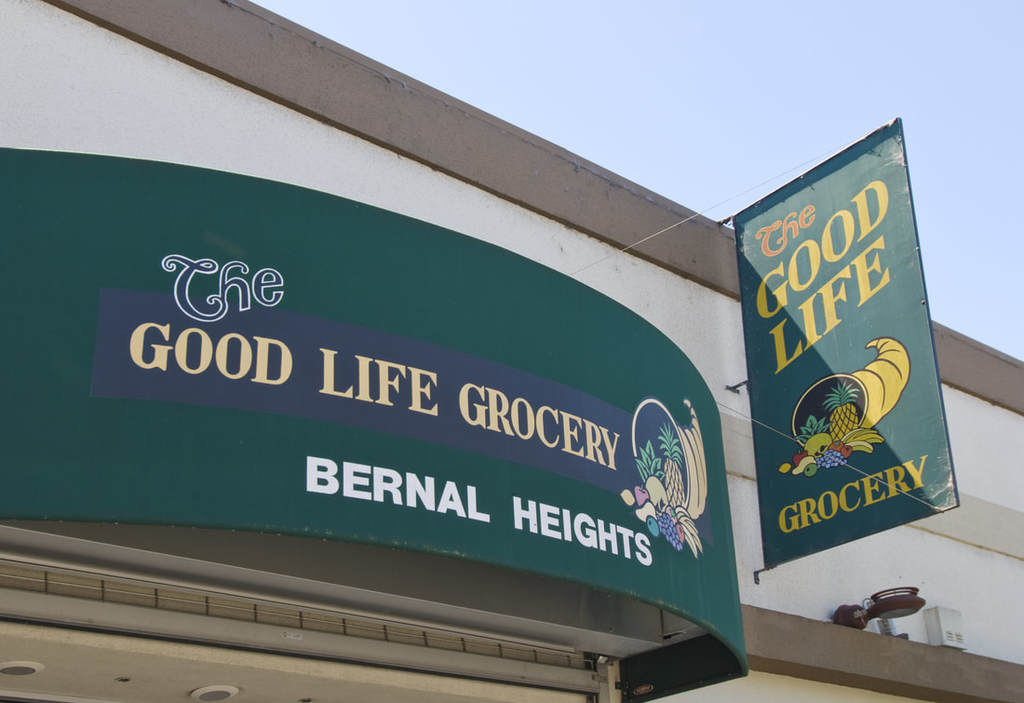 The
GOOD LIFE GROCERY
BERNAL HEIGHTS
The
GOOD
LIFE
GROCERY